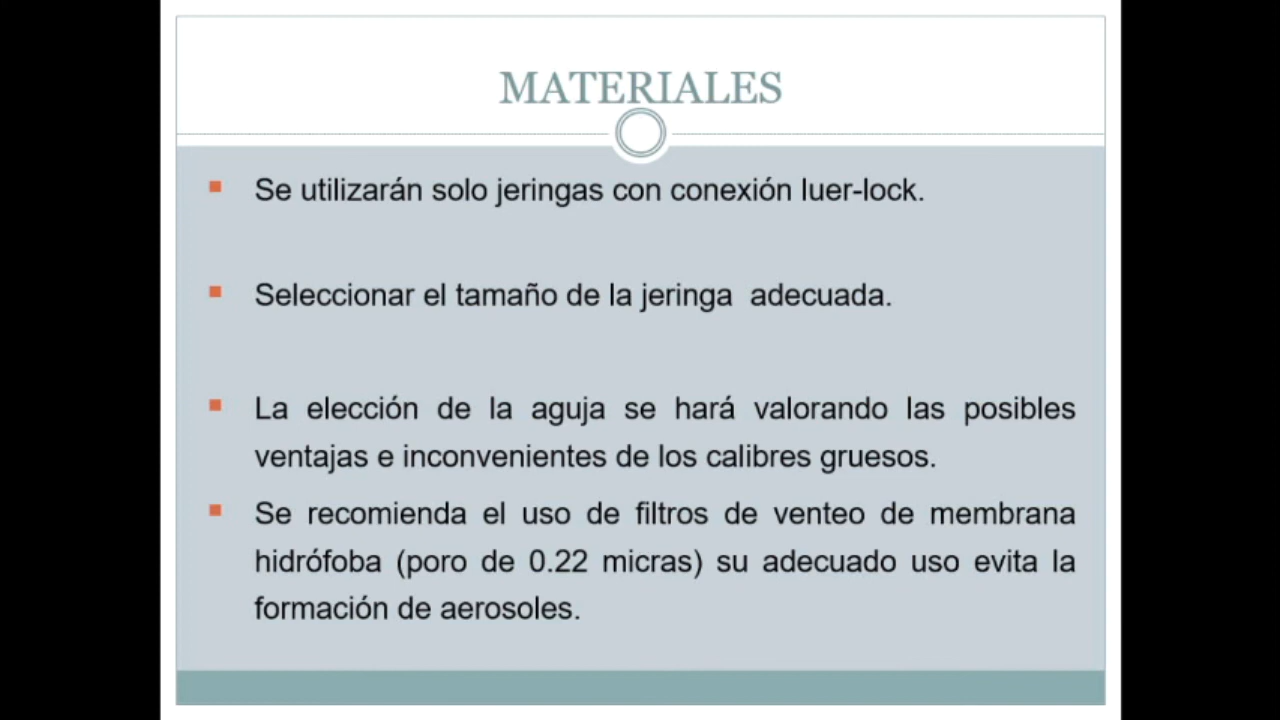 MATERIALES
Se utilizarán solo jeringas con conexión luer-lock.
Seleccionar el tamaño de la jeringa  adecuada.
La elección de la aguja se hará valorando las posibles
ventajas e inconvenientes de los calibres gruesos.
Se recomienda el uso de filtros de venteo de membrana
hidrófoba (poro de 0.22 micras) su adecuado uso evita la
formación de aerosoles.